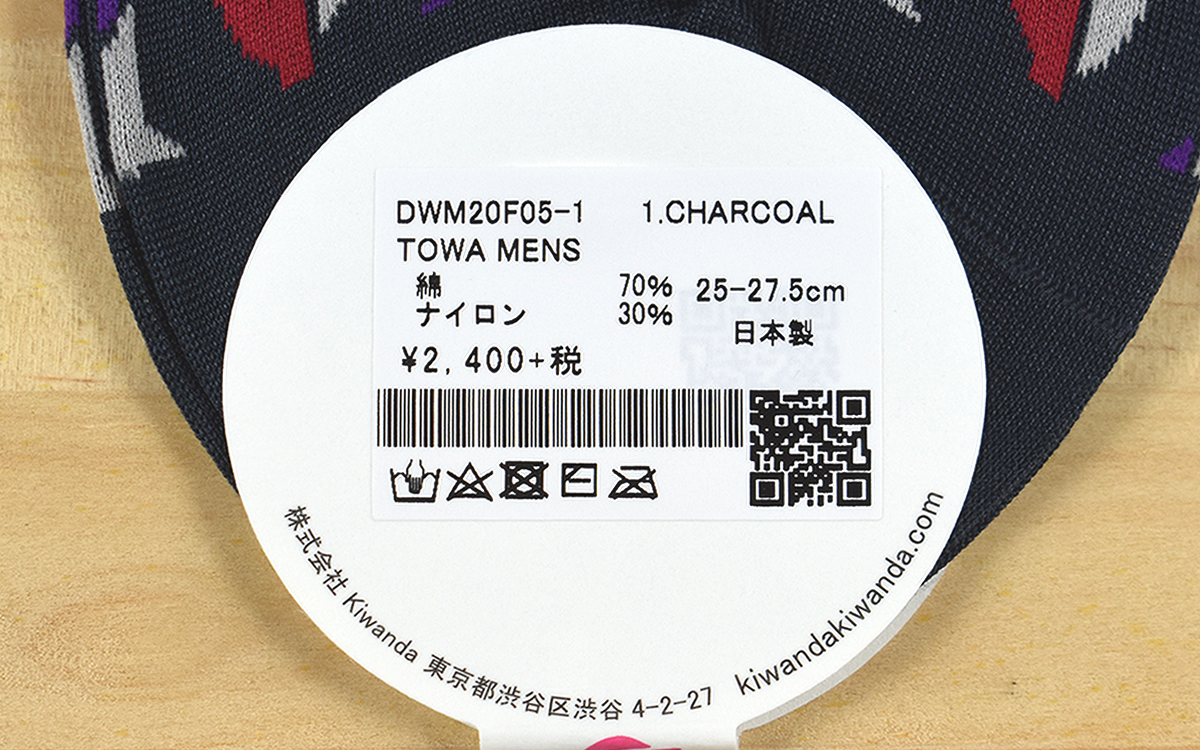 DWM20F05-1 1.CHARCOAL
TOWA MENS
綿 70% 25-27.5cm
ナイロン 30%
日本製
¥2,400+税
株式会社 Kiwanda 東京都渋谷区渋谷 4-2-27 kiwandakiwanda.com